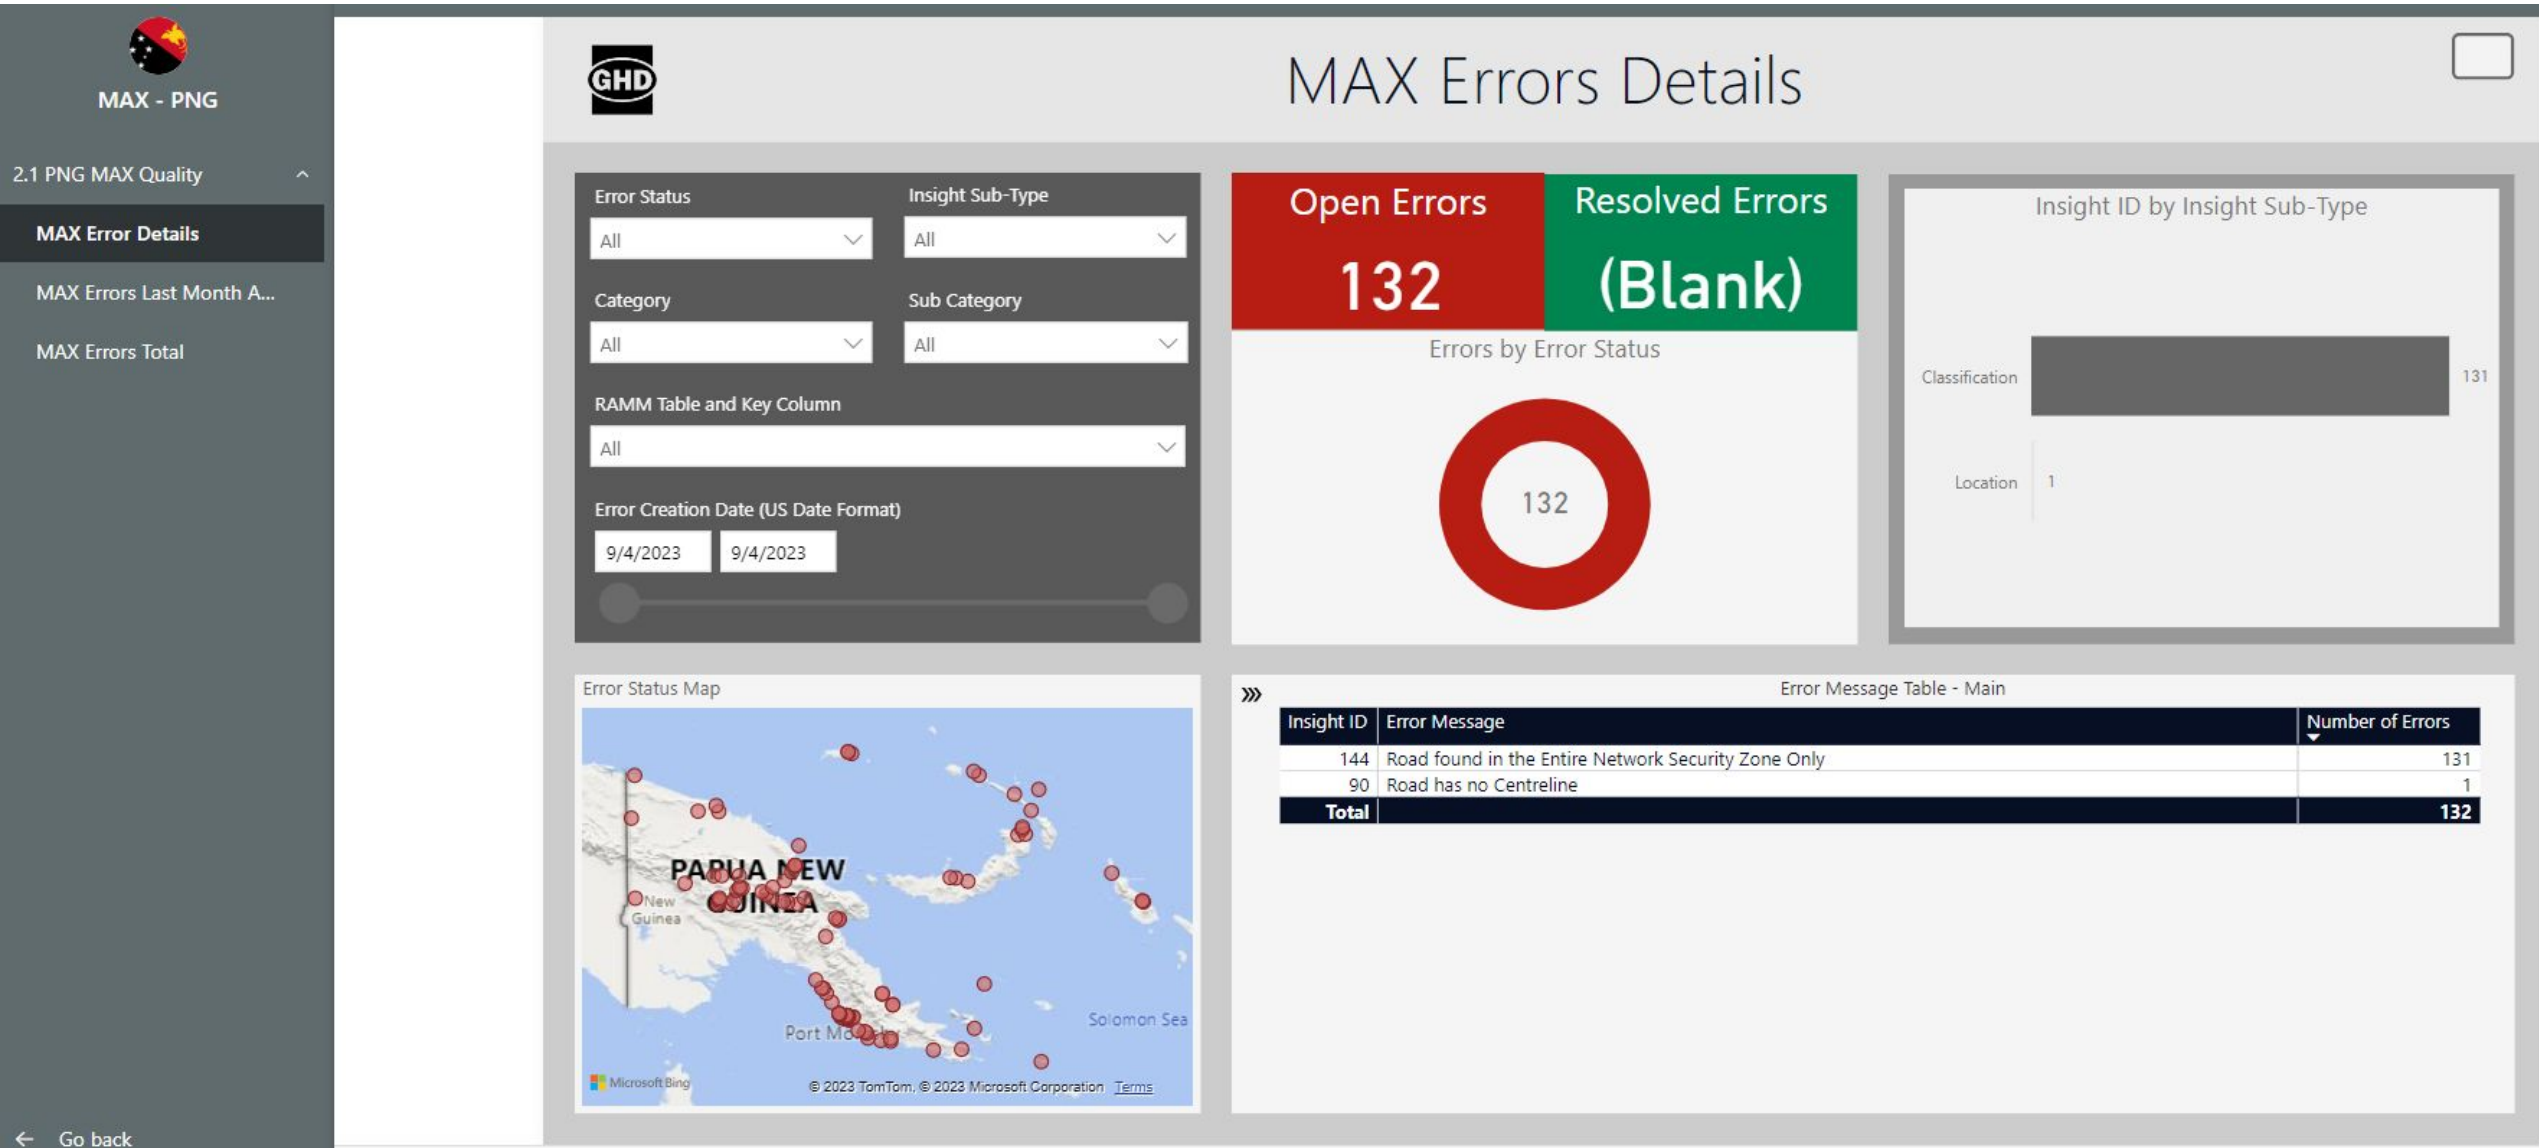 MAX - PNG
2.1 PNG MAX Quality
MAX Error Details
MAX Errors Last Month A...
MAX Errors Total
Go back
GHD
MAX Errors Details
Error Status
Insight Sub-Type
All
All
Category
Sub Category
All
All
RAMM Table and Key Column
All
Error Creation Date (US Date Format)
9/4/2023
9/4/2023
Open Errors
132
Resolved Errors
(Blank)
Errors by Error Status
132
Insight ID by Insight Sub-Type
Classification 131
Location 1
Error Status Map
PAPUA NEW
GUINEA
New
Guinea
Solomon Sea
Microsoft Bing
© 2023 TomTom, © 2023 Microsoft Corporation Terms
Error Message Table - Main
Insight ID Error Message Number of Errors
144 Road found in the Entire Network Security Zone Only 131
90 Road has no Centreline 1
Total 132